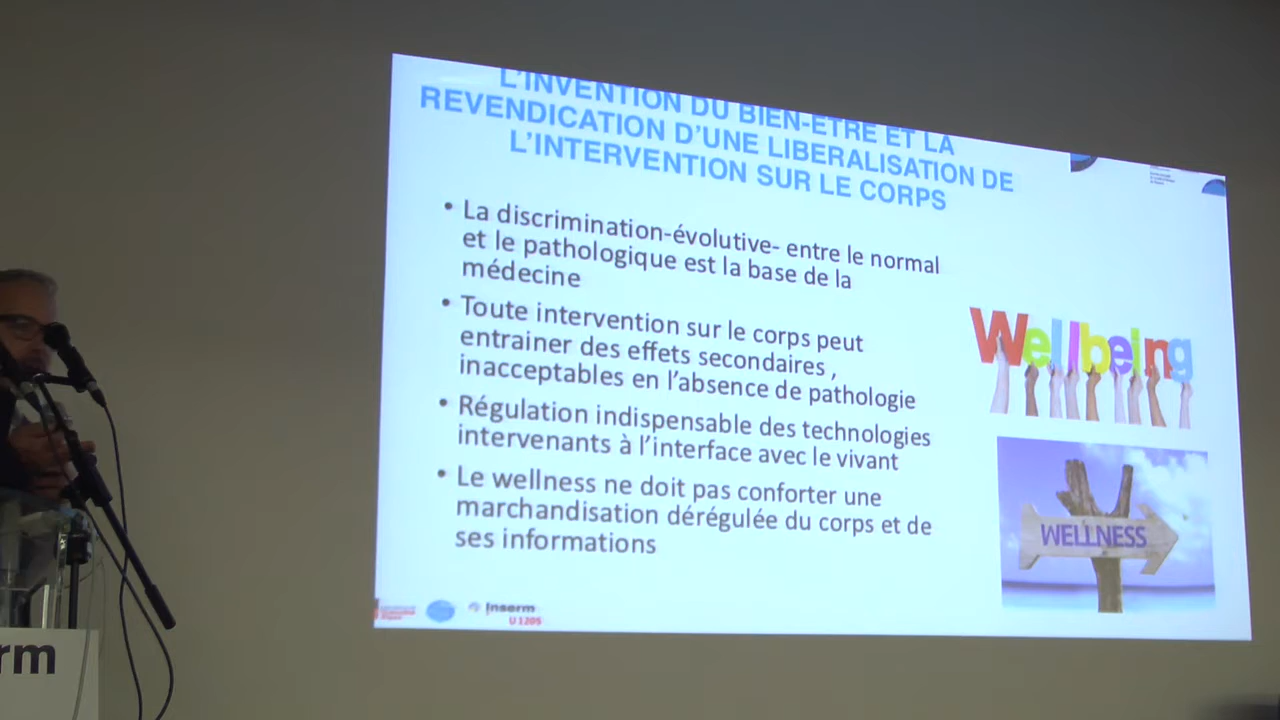 L'INVENTION DU BIEN-ETRE ET LA
REVENDICATION D'UNE LIBERALISATION DE
L'INTERVENTION SUR LE CORPS
• La discrimination-évolutive- entre le normal
et le pathologique est la base de la
médecine
• Toute intervention sur le corps peut
entrainer des effets secondaires ,
inacceptables en l'absence de pathologie
• Régulation indispensable des technologies
intervenants à l'interface avec le vivant
• Le wellness ne doit pas conforter une
marchandisation dérégulée du corps et de
ses informations
Wellbeing
WELLNESS
Inserm
U 1205
rm